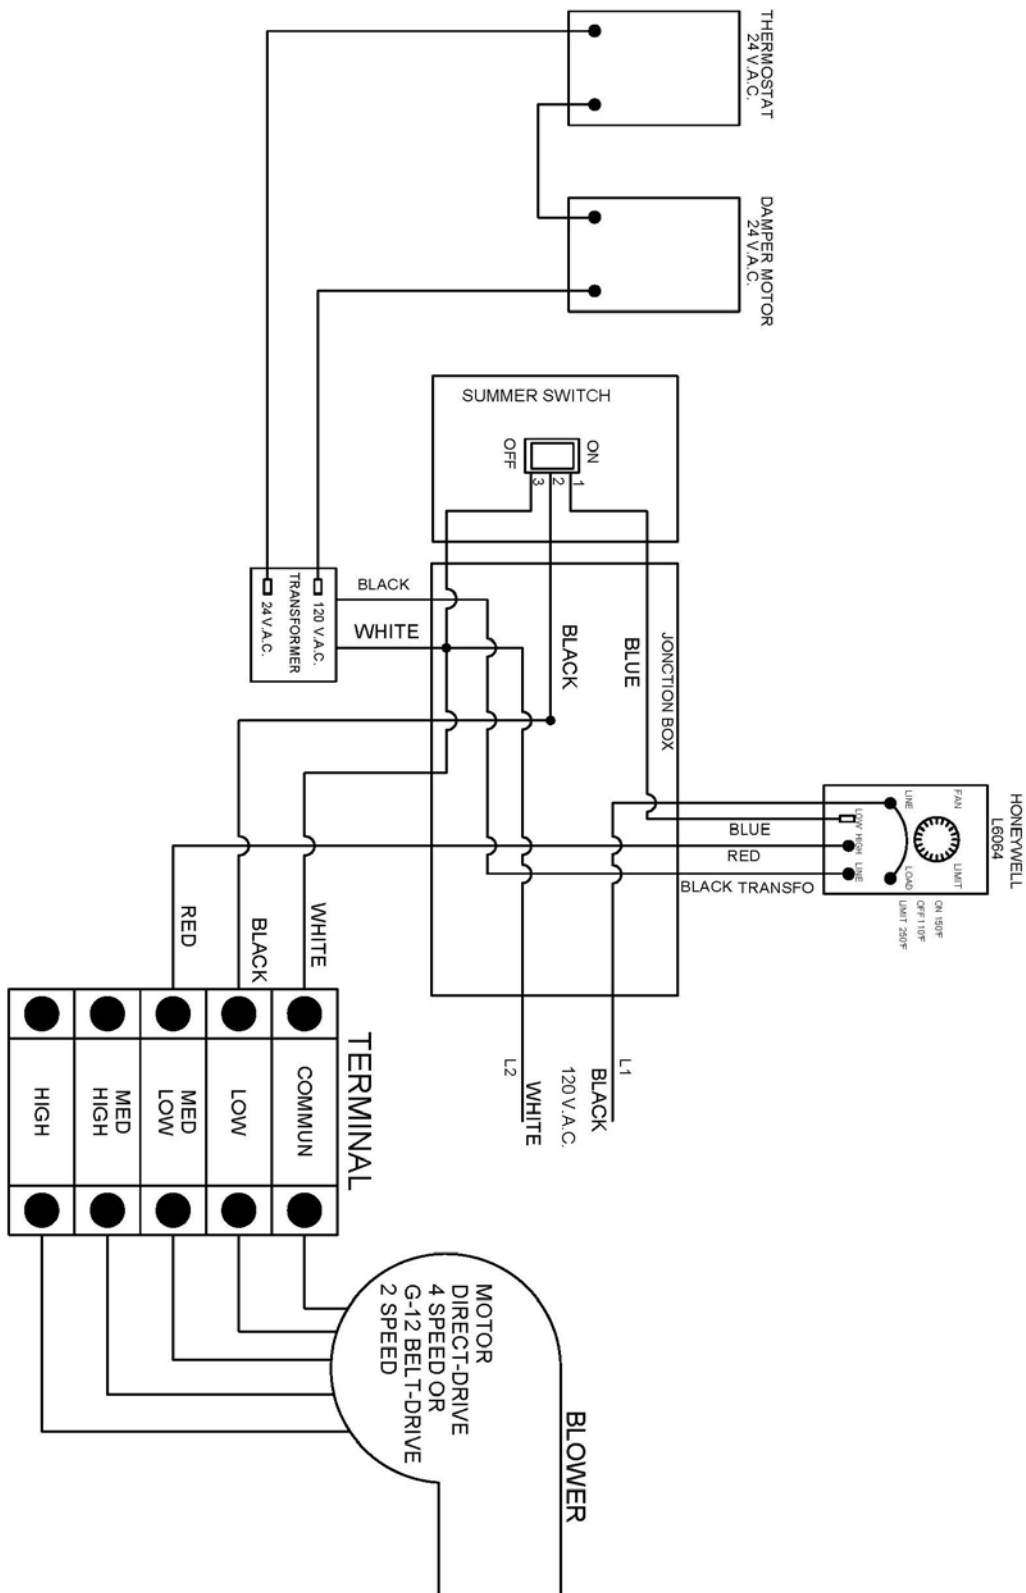 THERMOSTAT
24 V.A.C.
DAMPER MOTOR
24 V.A.C.
SUMMER SWITCH
ON
OFF
1
2
3
TRANSFORMER
120 V.A.C.
24 V.A.C.
BLACK
WHITE
JONCTION BOX
BLUE
BLACK
HONEYWELL
L6064
FAN
LIMIT
LINE
LOAD
LOW
HIGH
LINE
ON 150°F
OFF 110°F
LIMIT 250°F
BLUE
RED
BLACK TRANSFO
L1
BLACK
120 V.A.C.
WHITE
L2
WHITE
BLACK
RED
TERMINAL
COMMUN
LOW
MED
LOW
MED
HIGH
HIGH
BLOWER
MOTOR
DIRECT-DRIVE
4 SPEED OR
G-12 BELT-DRIVE
2 SPEED